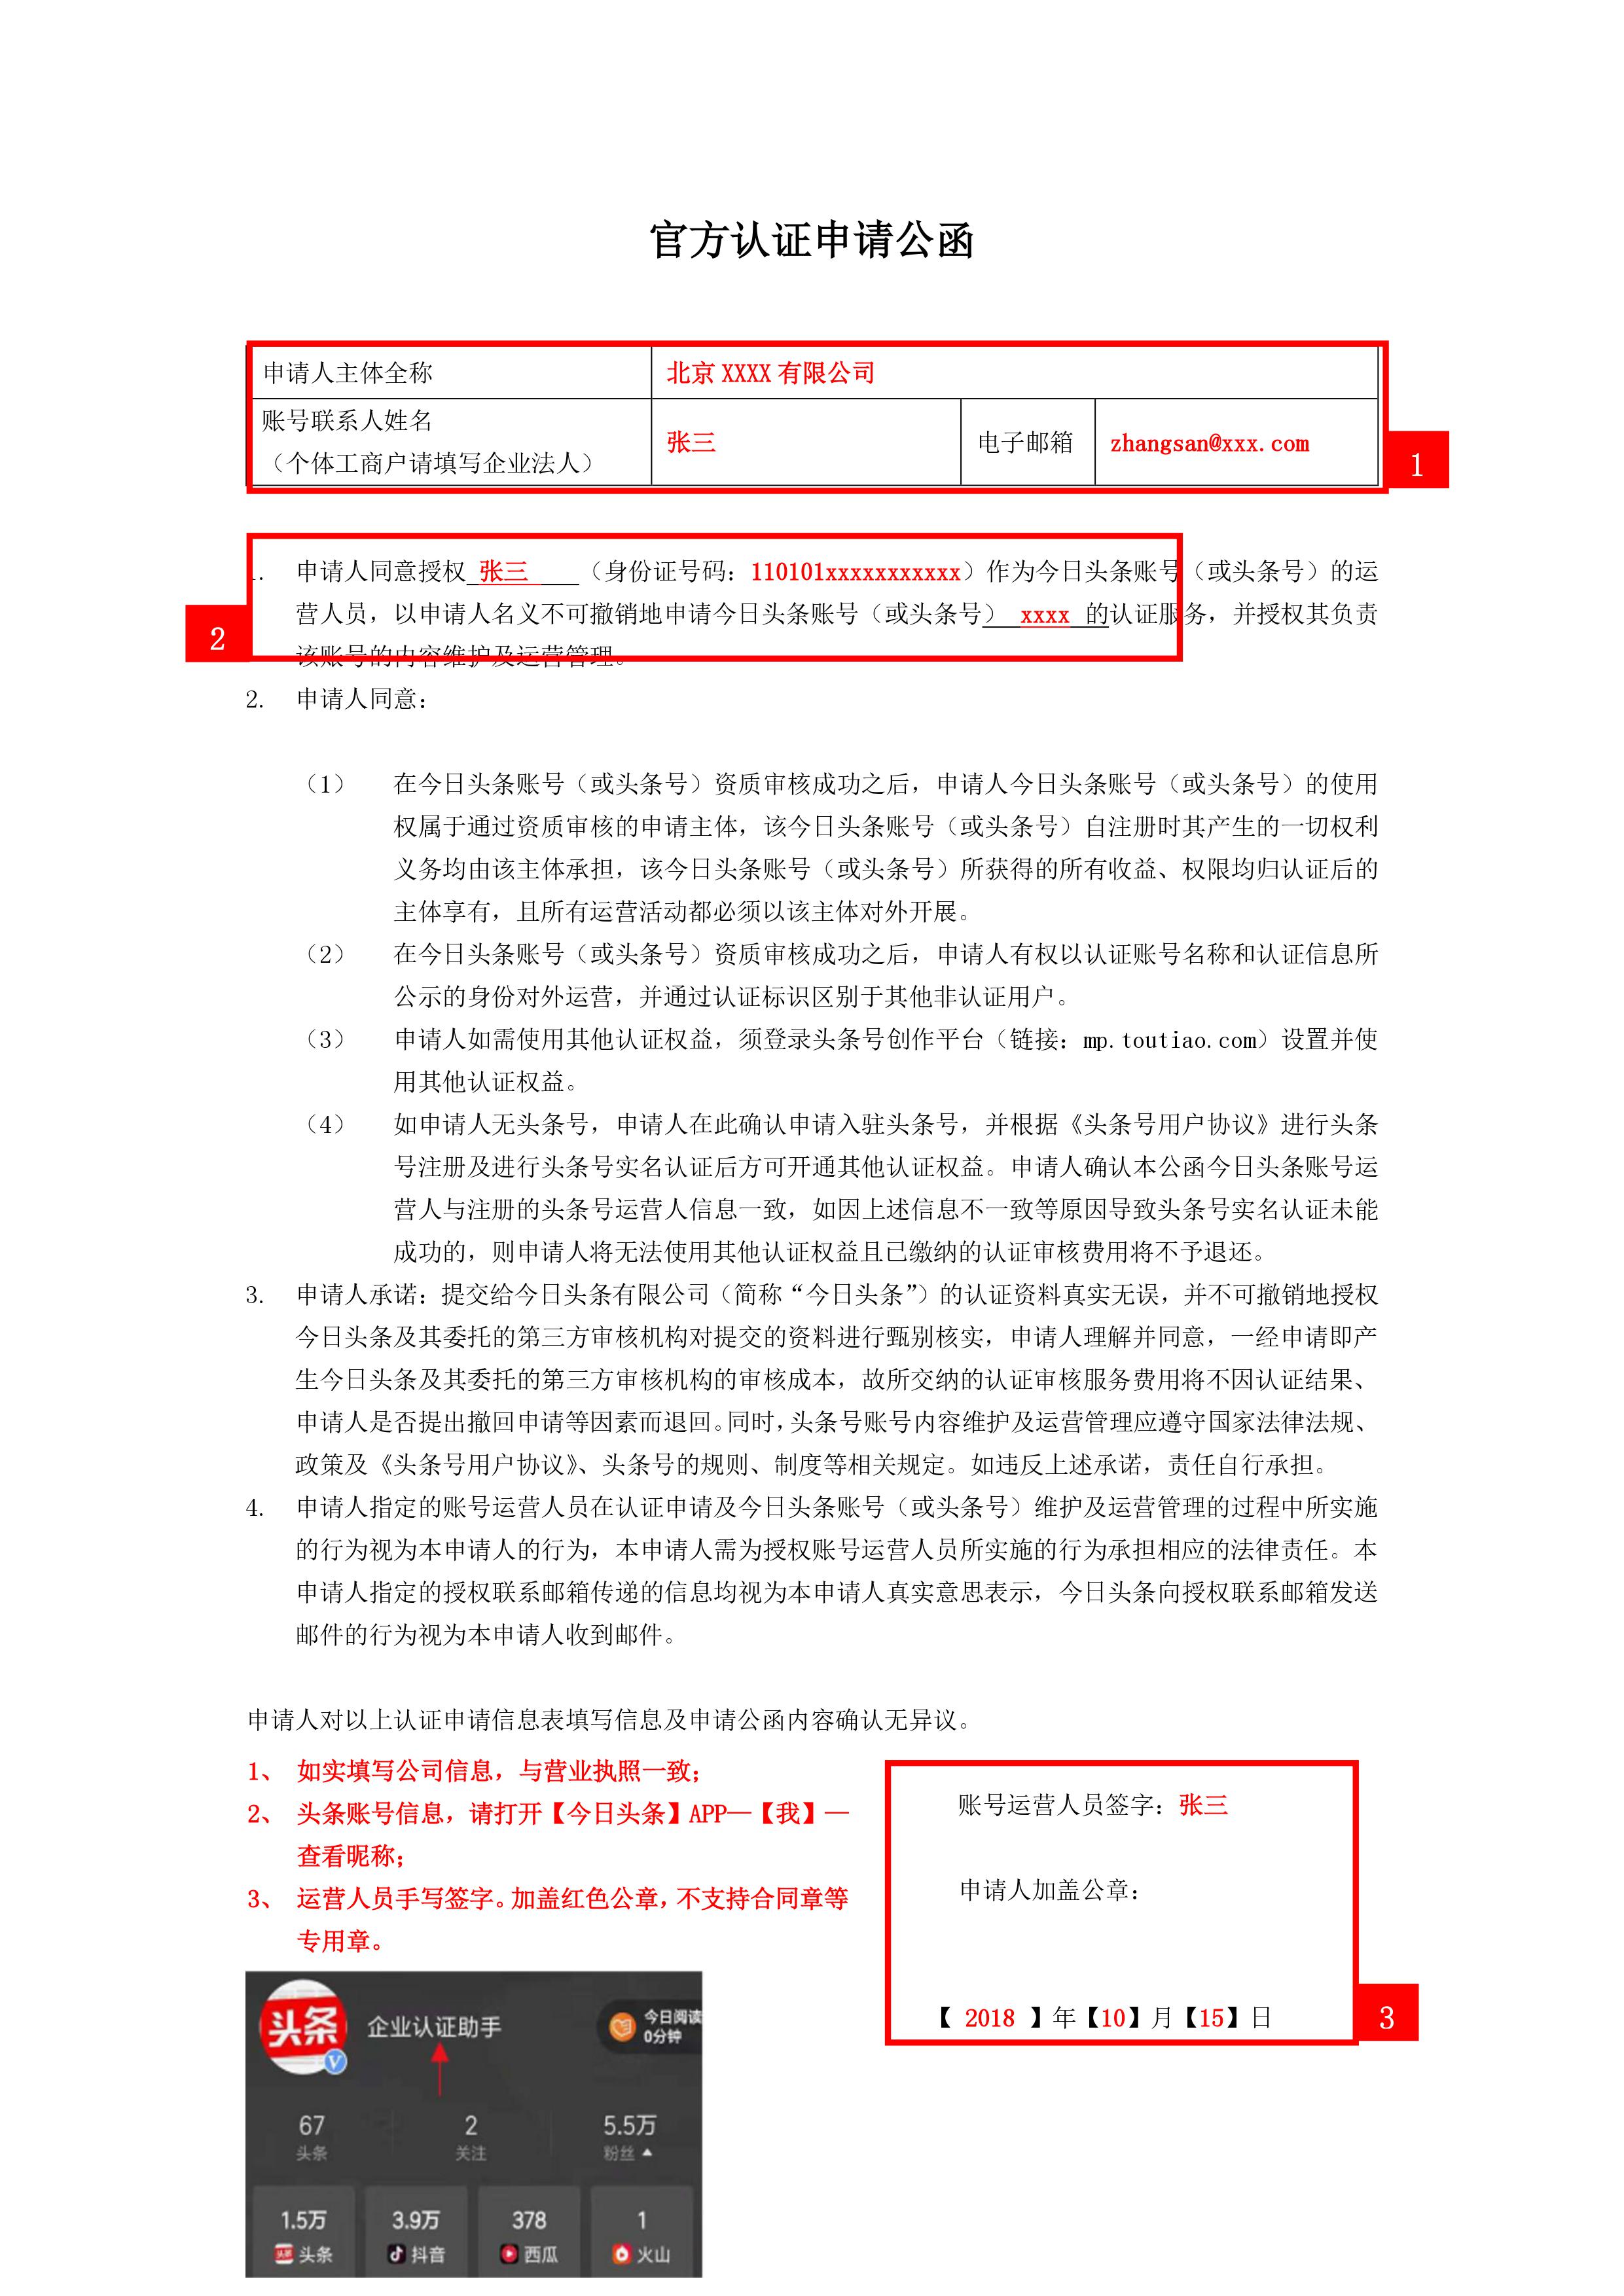 官方认证申请公函
申请人主体全称
北京 XXXX 有限公司
账号联系人姓名
（个体工商户请填写企业法人）
张三
电子邮箱
zhangsan@xxx.com
1
1. 申请人同意授权 张三 （身份证号码：110101xxxxxxxxxxx）作为今日头条账号（或头条号）的运
营人员，以申请人名义不可撤销地申请今日头条账号（或头条号） xxxx 的认证服务，并授权其负责
2
该账号的内容维护及运营管理。
2. 申请人同意：
（1） 在今日头条账号（或头条号）资质审核成功之后，申请人今日头条账号（或头条号）的使用
权属于通过资质审核的申请主体，该今日头条账号（或头条号）自注册时其产生的一切权利
义务均由该主体承担，该今日头条账号（或头条号）所获得的所有收益、权限均归认证后的
主体享有，且所有运营活动都必须以该主体对外开展。
（2） 在今日头条账号（或头条号）资质审核成功之后，申请人有权以认证账号名称和认证信息所
公示的身份对外运营，并通过认证标识区别于其他非认证用户。
（3） 申请人如需使用其他认证权益，须登录头条号创作平台（链接：mp.toutiao.com）设置并使
用其他认证权益。
（4） 如申请人无头条号，申请人在此确认申请入驻头条号，并根据《头条号用户协议》进行头条
号注册及进行头条号实名认证后方可开通其他认证权益。申请人确认本公函今日头条账号运
营人与注册的头条号运营人信息一致，如因上述信息不一致等原因导致头条号实名认证未能
成功的，则申请人将无法使用其他认证权益且已缴纳的认证审核费用将不予退还。
3. 申请人承诺：提交给今日头条有限公司（简称“今日头条”）的认证资料真实无误，并不可撤销地授权
今日头条及其委托的第三方审核机构对提交的资料进行甄别核实，申请人理解并同意，一经申请即产
生今日头条及其委托的第三方审核机构的审核成本，故所交纳的认证审核服务费用将不因认证结果、
申请人是否提出撤回申请等因素而退回。同时，头条号账号内容维护及运营管理应遵守国家法律法规、
政策及《头条号用户协议》、头条号的规则、制度等相关规定。如违反上述承诺，责任自行承担。
4. 申请人指定的账号运营人员在认证申请及今日头条账号（或头条号）维护及运营管理的过程中所实施
的行为视为本申请人的行为，本申请人需为授权账号运营人员所实施的行为承担相应的法律责任。本
申请人指定的授权联系邮箱传递的信息均视为本申请人真实意思表示，今日头条向授权联系邮箱发送
邮件的行为视为本申请人收到邮件。
申请人对以上认证申请信息表填写信息及申请公函内容确认无异议。
1、 如实填写公司信息，与营业执照一致；
2、 头条账号信息，请打开【今日头条】APP—【我】—
查看昵称；
3、 运营人员手写签字。加盖红色公章，不支持合同章等
专用章。
账号运营人员签字：张三
申请人加盖公章：
【 2018 】年【10】月【15】日
3
头条
企业认证助手
今日阅读
0分钟
67
头条
2
关注
5.5万
粉丝
1.5万
头条 头条
3.9万
抖音
378
西瓜
1
火山